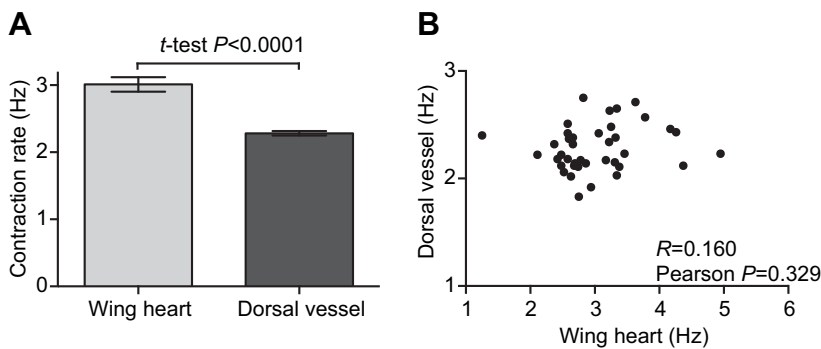 A
t-test P<0.0001
Contraction rate (Hz)
3
2
1
0
Wing heart
Dorsal vessel
B
Dorsal vessel (Hz)
3
2
1
R=0.160
Pearson P=0.329
1 2 3 4 5 6
Wing heart (Hz)